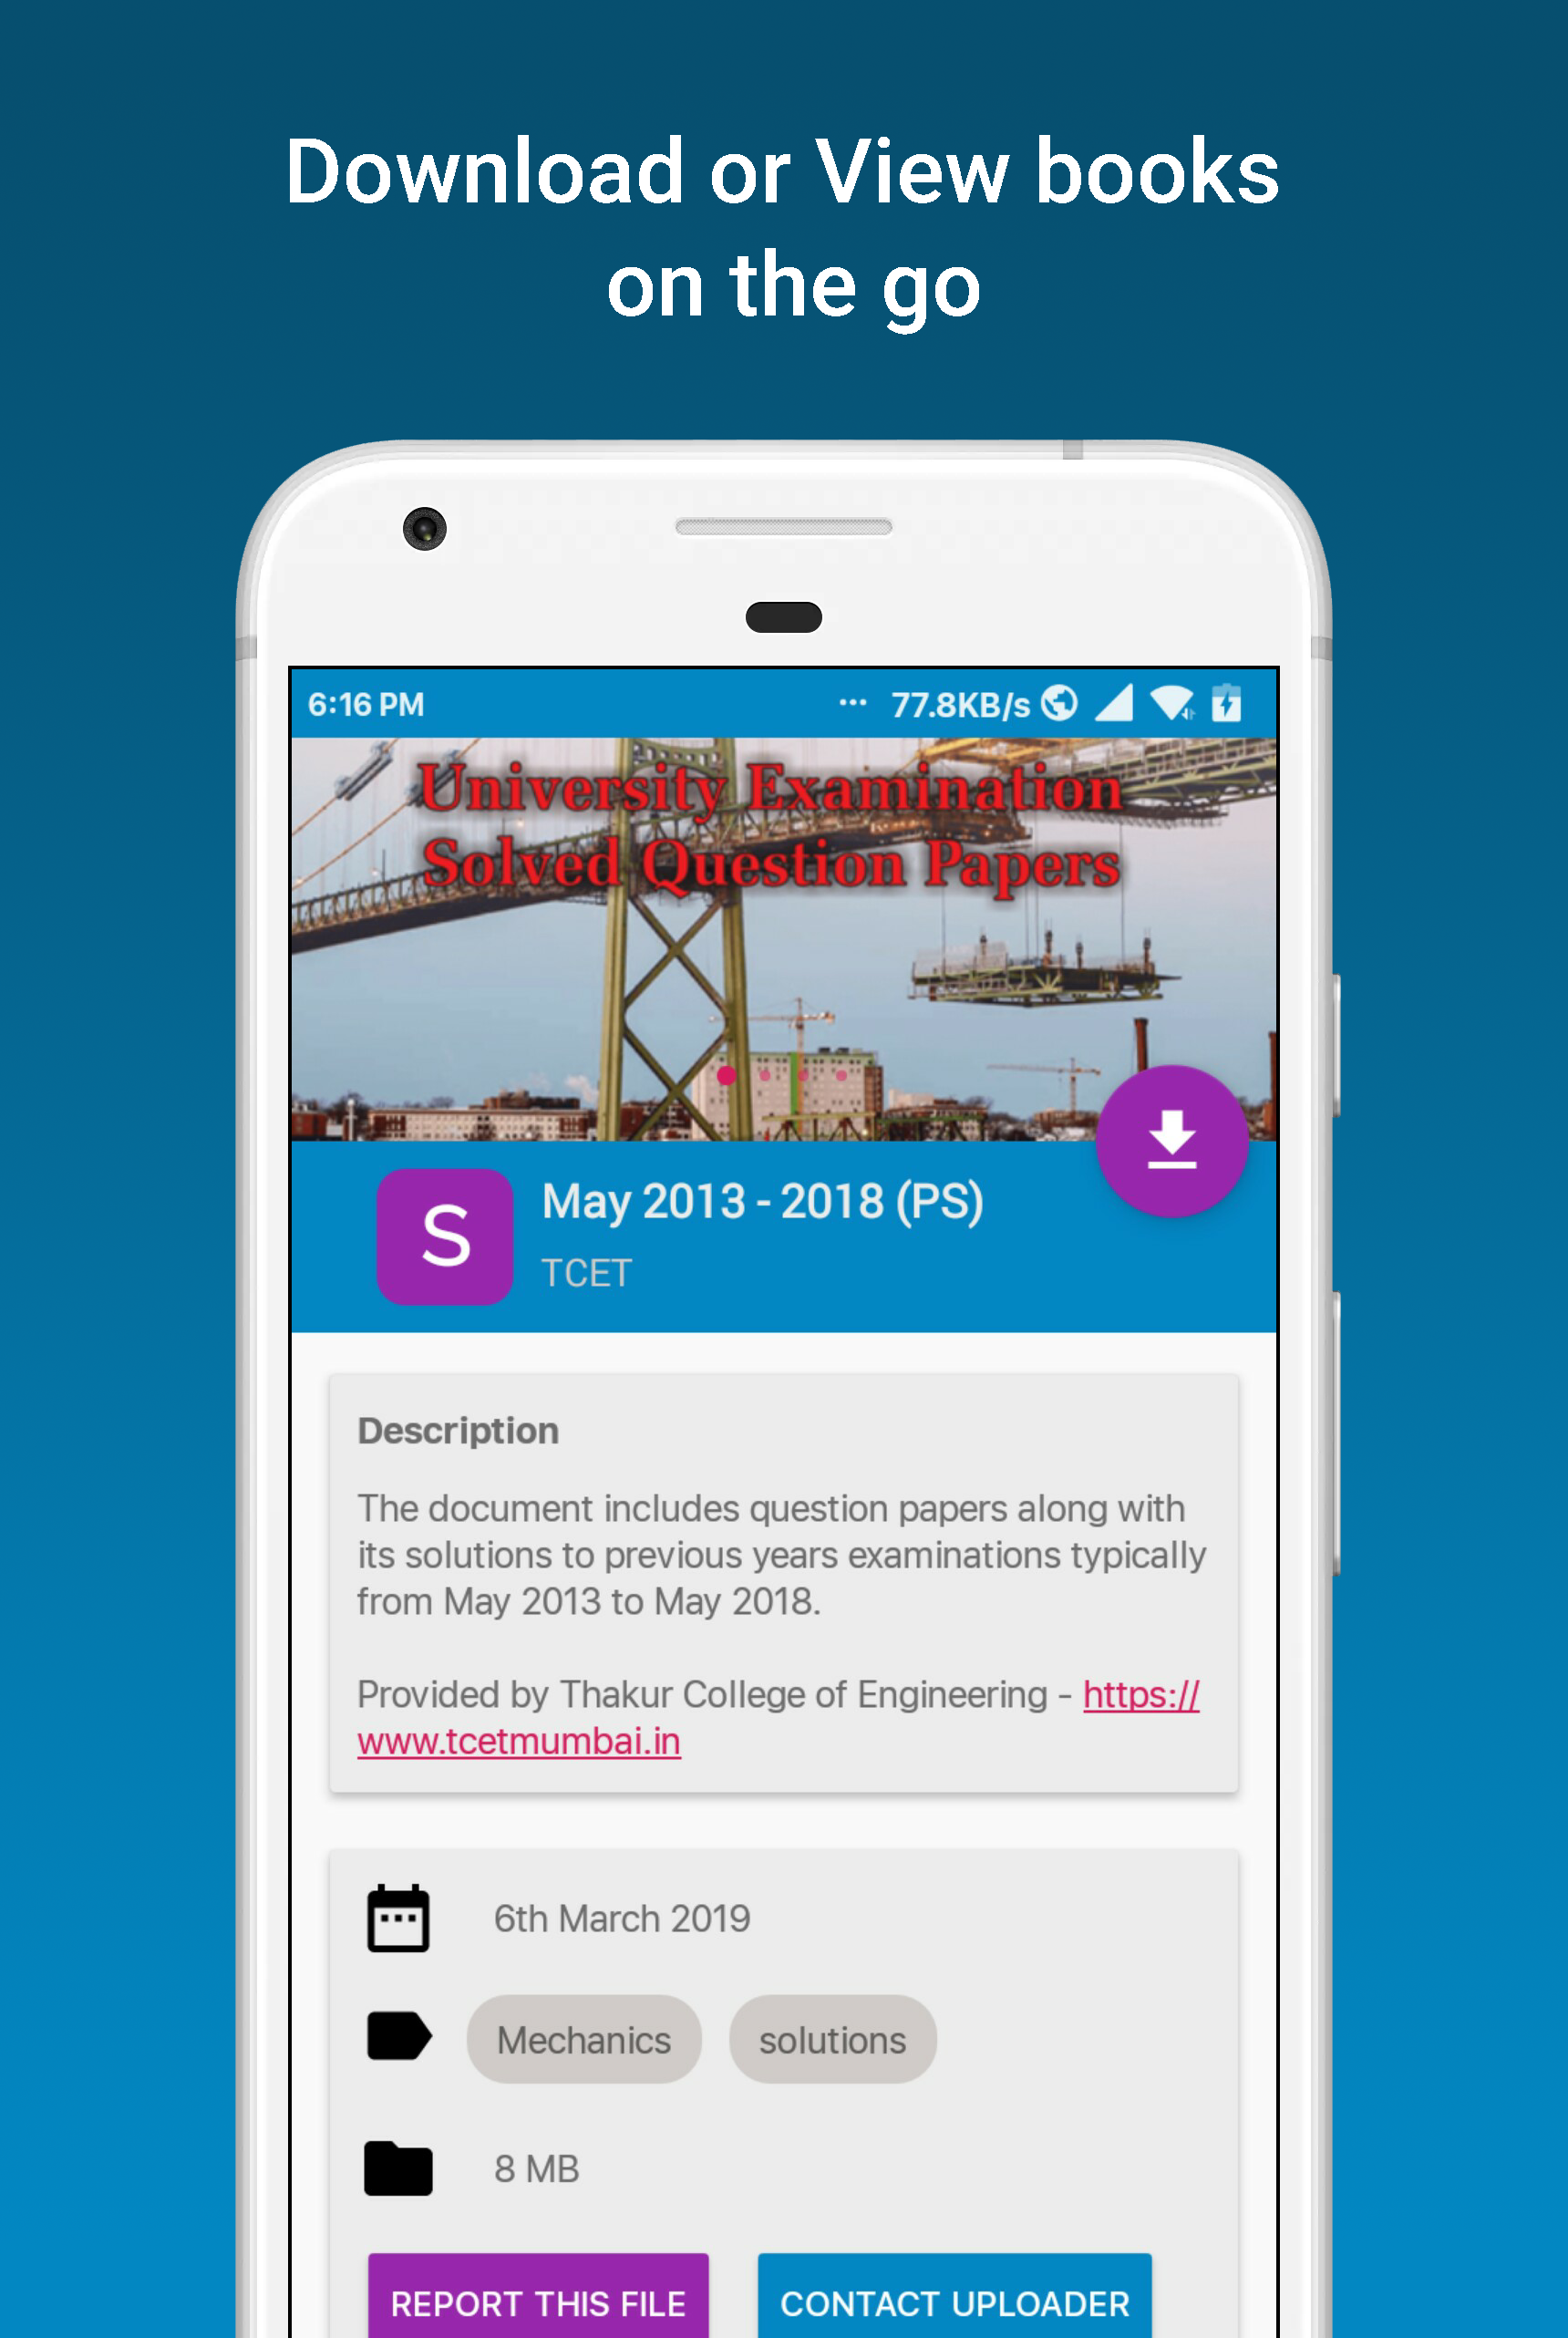 Download or View books
on the go
6:16 PM
... 77.8KB/s
University Examination
Solved Question Papers
S
May 2013 - 2018 (PS)
TCET
Description
The document includes question papers along with
its solutions to previous years examinations typically
from May 2013 to May 2018.
Provided by Thakur College of Engineering - https://
www.tcetmumbai.in
6th March 2019
Mechanics solutions
8 MB
REPORT THIS FILE CONTACT UPLOADER